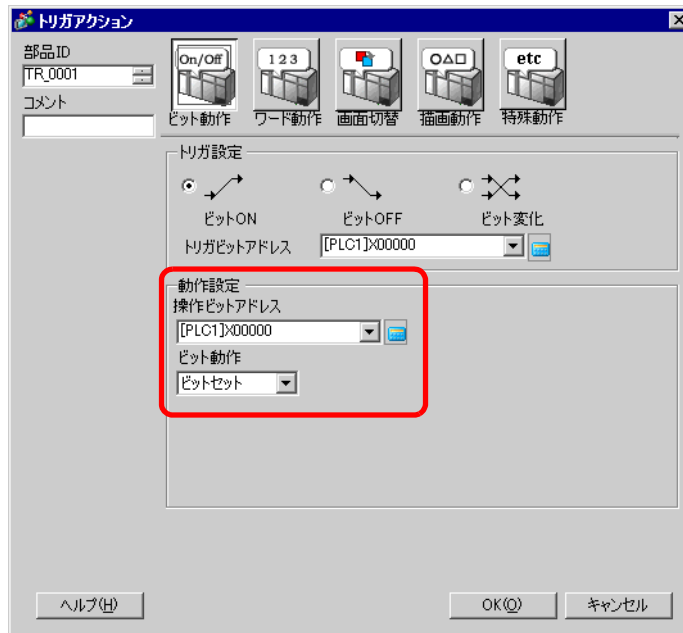 トリガアクション
部品ID
TR_0001
コメント
On/Off
ビット動作
1 2 3
ワード動作
画面切替
○△□
描画動作
etc
特殊動作
トリガ設定
ビットON
ビットOFF
ビット変化
トリガビットアドレス
[PLC1]X00000
動作設定
操作ビットアドレス
[PLC1]X00000
ビット動作
ビットセット
ヘルプ(H)
OK(O)
キャンセル